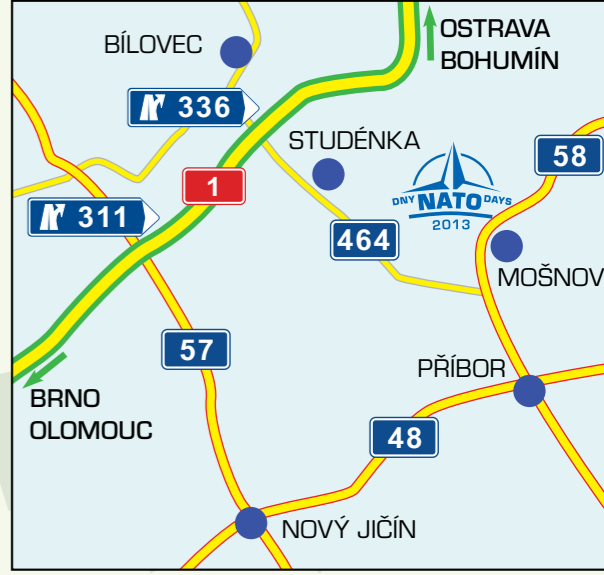 OSTRAVA
BOHUMÍN
BÍLOVEC
336
STUDÉNKA
58
1
DNY NATO DAYS
2013
311
464
MOŠNOV
57
PŘÍBOR
BRNO
OLOMOUC
48
NOVÝ JIČÍN